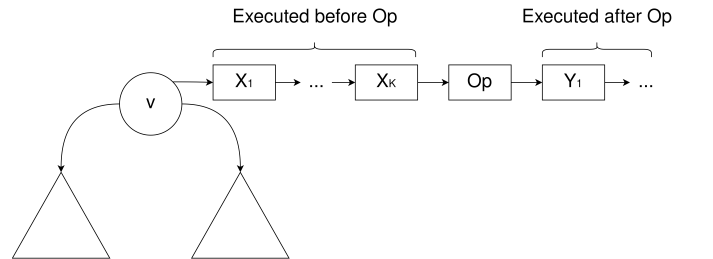 Executed before Op
Executed after Op
v
X1
...
XK
Op
Y1
...